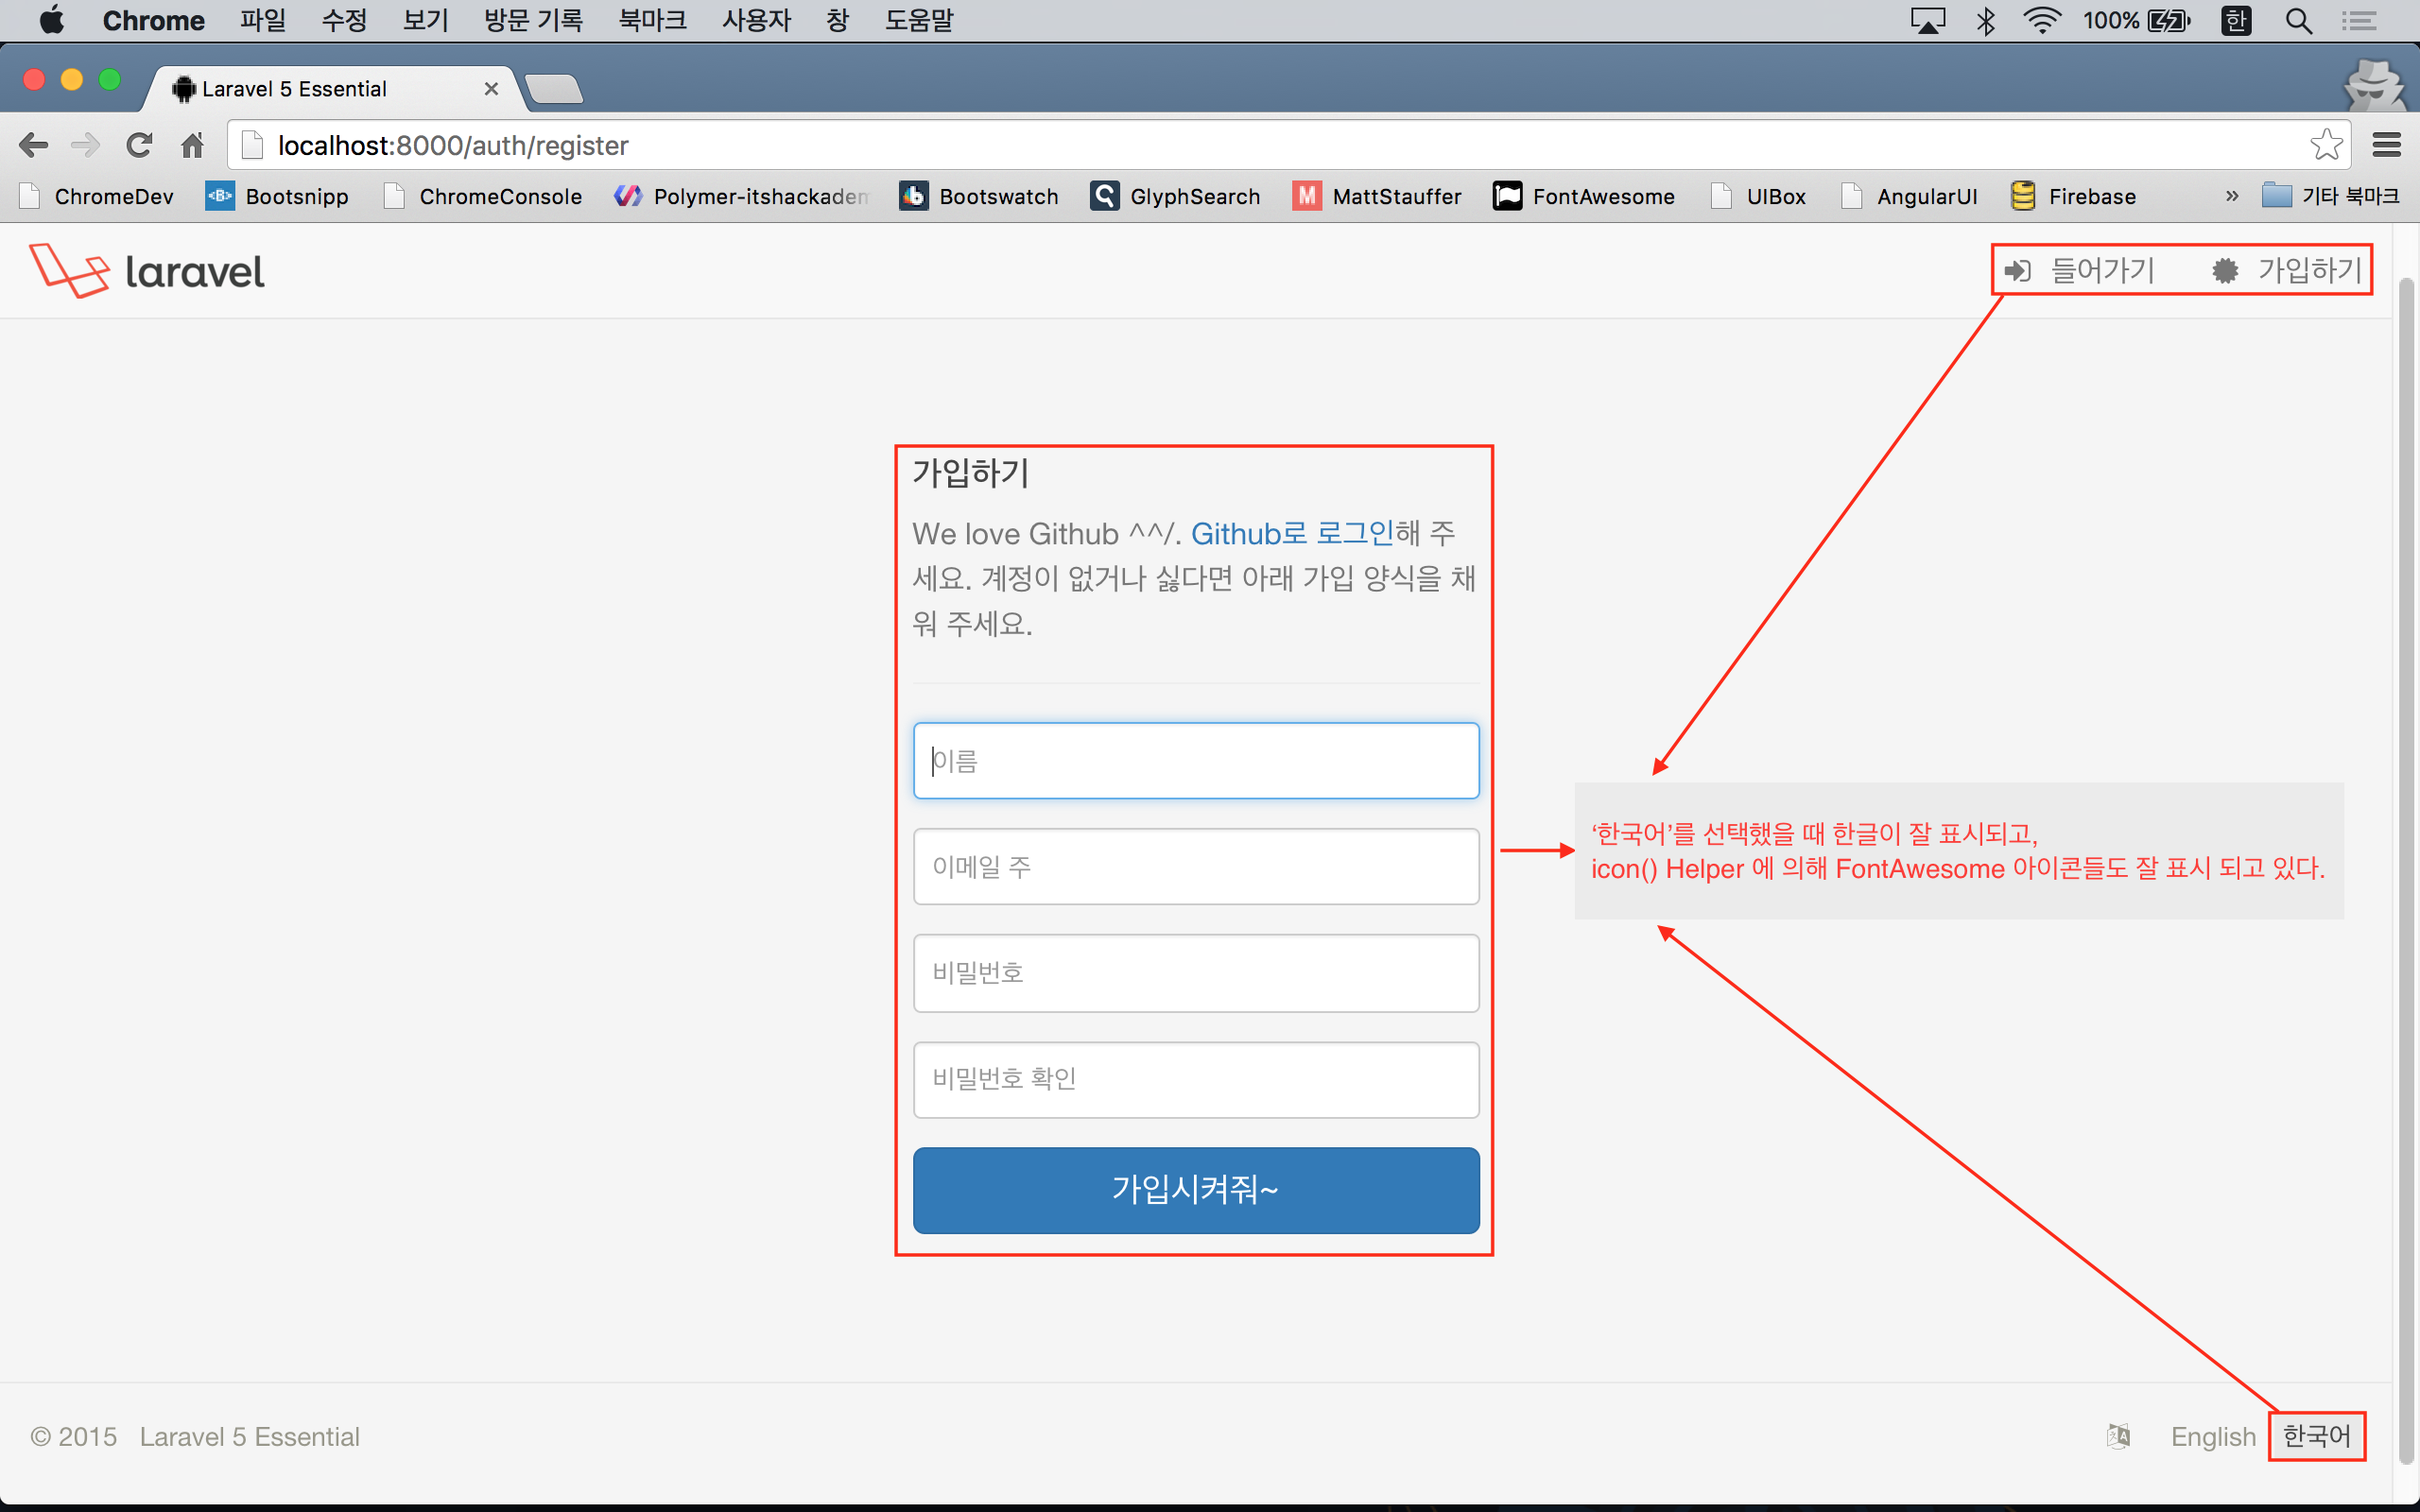 Chrome 파일 수정 보기 방문 기록 북마크 사용자 창 도움말 100% 한
Laravel 5 Essential
localhost:8000/auth/register
ChromeDev Bootsnipp ChromeConsole Polymer-itshackadem Bootswatch GlyphSearch MattStauffer FontAwesome UIBox AngularUI Firebase » 기타 북마크
laravel 들어가기 가입하기
가입하기
We love Github ^^/. Github로 로그인해 주
세요. 계정이 없거나 싫다면 아래 가입 양식을 채
워 주세요.
이름
이메일 주
비밀번호
비밀번호 확인
가입시켜줘~
‘한국어’를 선택했을 때 한글이 잘 표시되고,
icon() Helper 에 의해 FontAwesome 아이콘들도 잘 표시 되고 있다.
© 2015 Laravel 5 Essential English 한국어